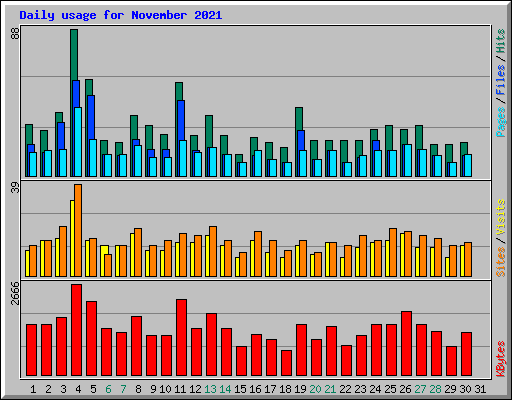 Daily usage for November 2021
88
Pages / Files / Hits
39
Sites / Visits
2666
KBytes
1 2 3 4 5 6 7 8 9 10 11 12 13 14 15 16 17 18 19 20 21 22 23 24 25 26 27 28 29 30 31